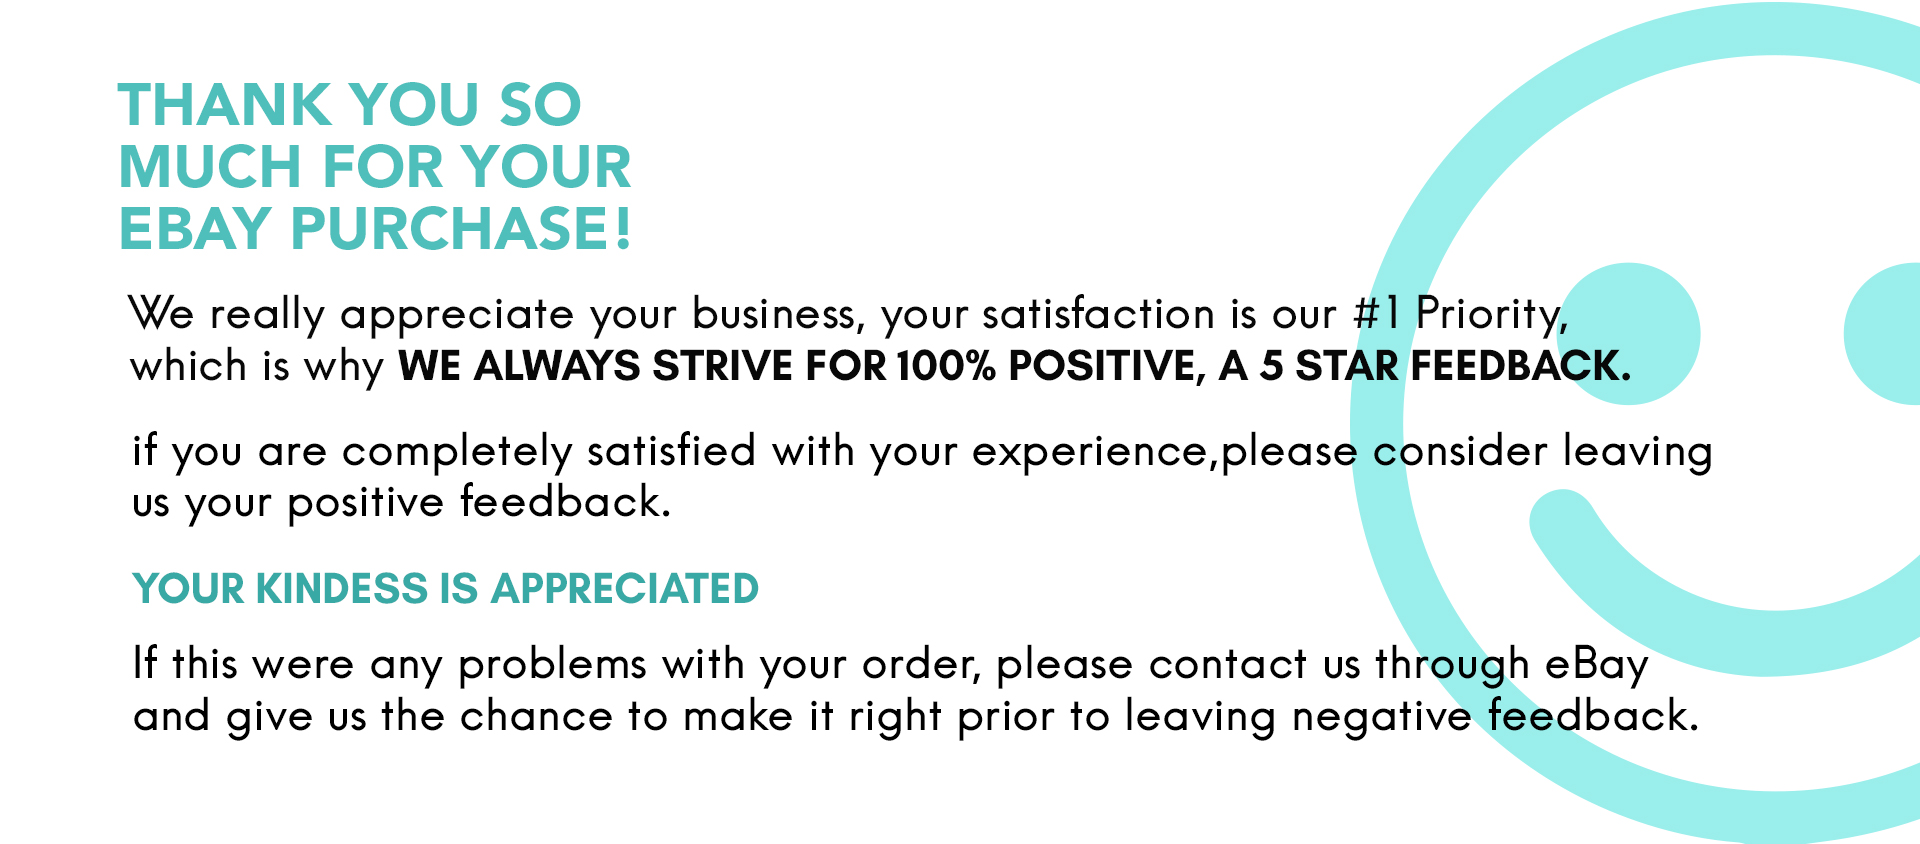 THANK YOU SO
MUCH FOR YOUR
EBAY PURCHASE!
We really appreciate your business, your satisfaction is our #1 Priority,
which is why WE ALWAYS STRIVE FOR 100% POSITIVE, A 5 STAR FEEDBACK.
if you are completely satisfied with your experience,please consider leaving
us your positive feedback.
YOUR KINDESS IS APPRECIATED
If this were any problems with your order, please contact us through eBay
and give us the chance to make it right prior to leaving negative feedback.